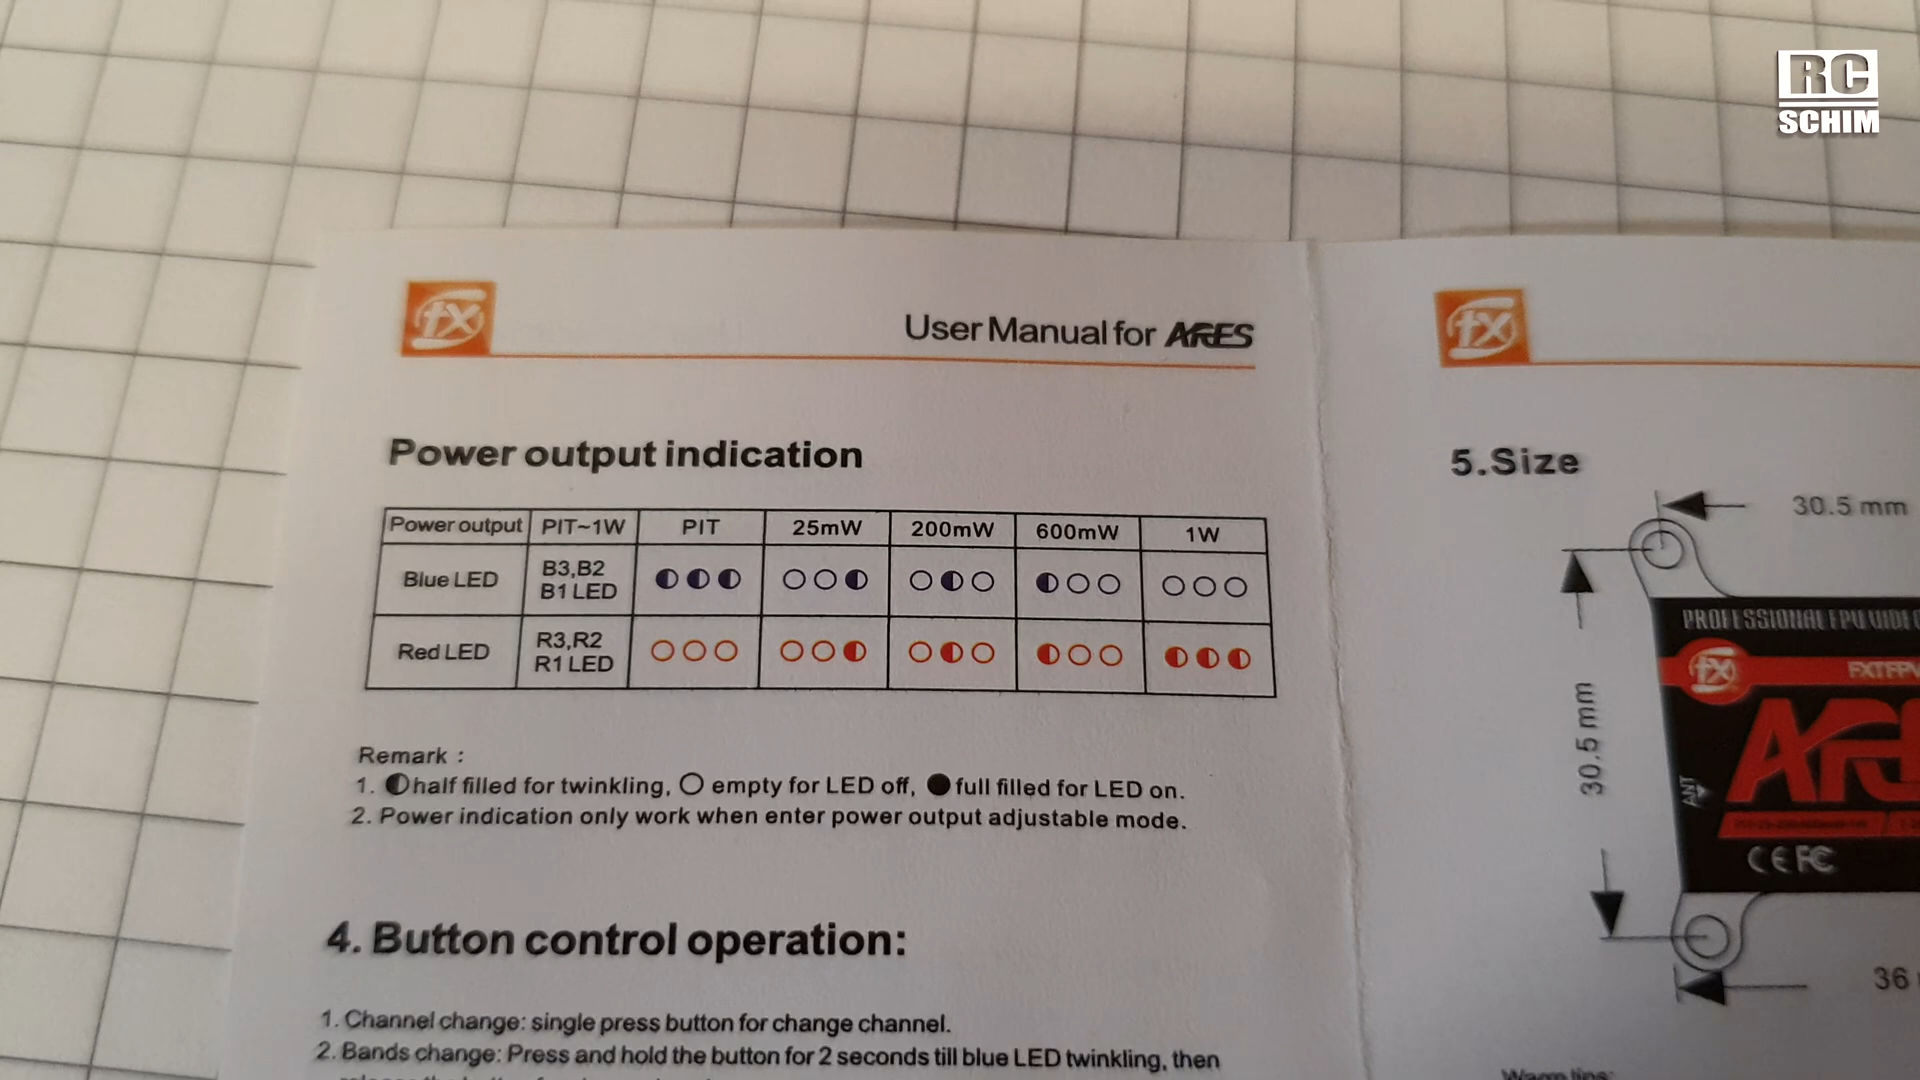 RC
SCHIM
fx
User Manual for ARES
Power output indication
Power output PIT~1W PIT 25mW 200mW 600mW 1W
Blue LED B3,B2 B1 LED
Red LED R3,R2 R1 LED
Remark :
1. half filled for twinkling, empty for LED off, full filled for LED on.
2. Power indication only work when enter power output adjustable mode.
4. Button control operation:
1. Channel change: single press button for change channel.
2. Bands change: Press and hold the button for 2 seconds till blue LED twinkling, then
fx
5.Size
30.5 mm
30.5 mm
PROFESSIONAL FPV
fx
FXTFPV
ANT
CE FC
36
Warm tips: